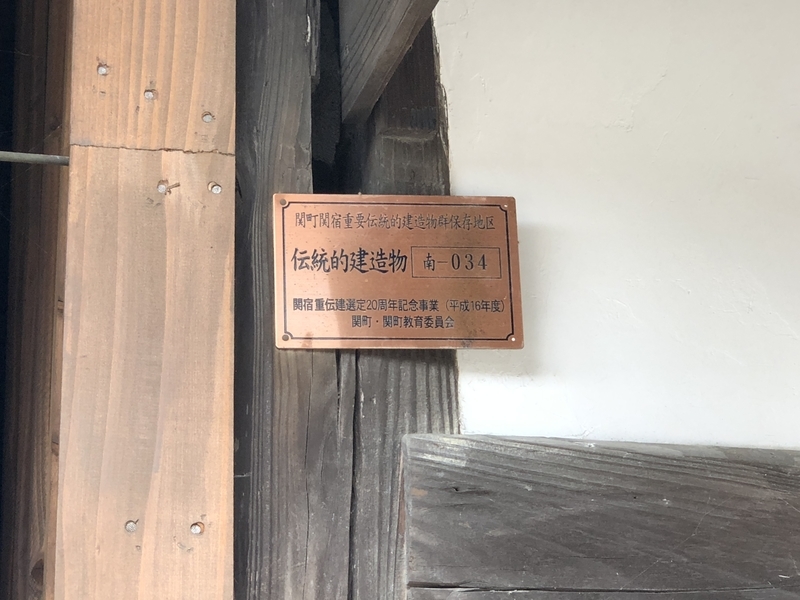 関町関宿重要伝統的建造物群保存地区
伝統的建造物 南-034
関宿重伝建選定20周年記念事業（平成16年度）
関町・関町教育委員会